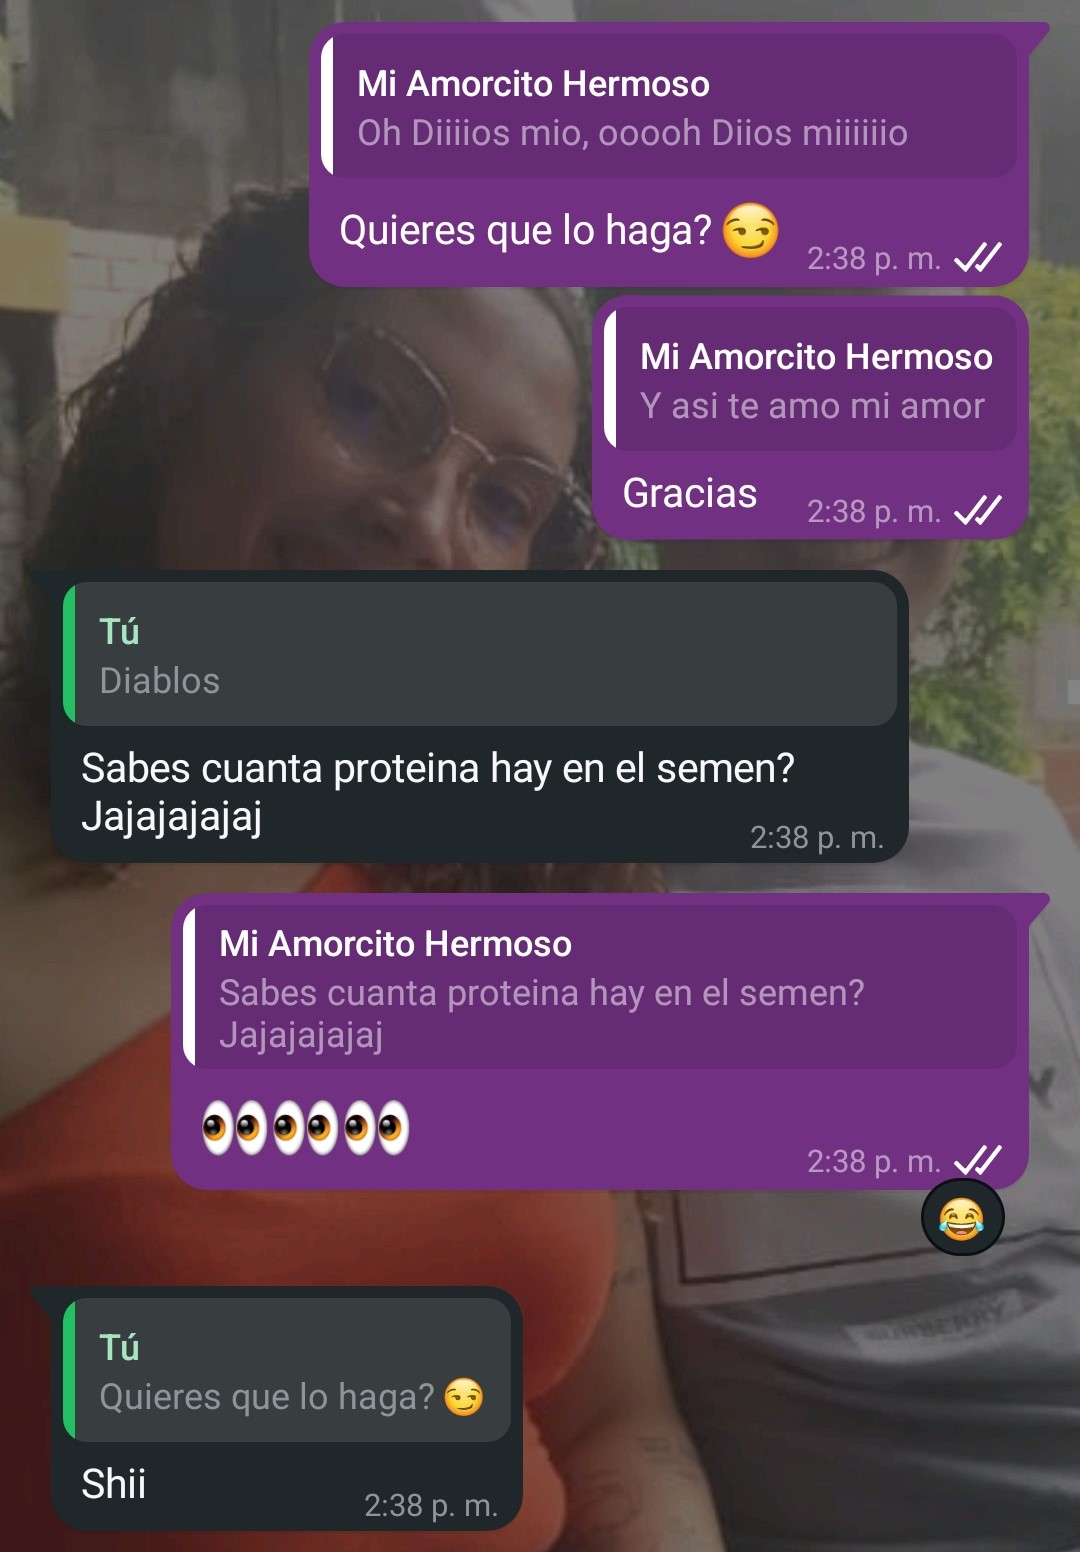 Mi Amorcito Hermoso
Oh Diiiios mio, ooooh Diios miiiiiio
Quieres que lo haga? 😏
2:38 p. m.
Mi Amorcito Hermoso
Y asi te amo mi amor
Gracias
2:38 p. m.
Tú
Diablos
Sabes cuanta proteina hay en el semen?
Jajajajajaj
2:38 p. m.
Mi Amorcito Hermoso
Sabes cuanta proteina hay en el semen?
Jajajajajaj
👀👀👀
2:38 p. m.
😂
BURBERRY
Tú
Quieres que lo haga? 😏
Shii
2:38 p. m.